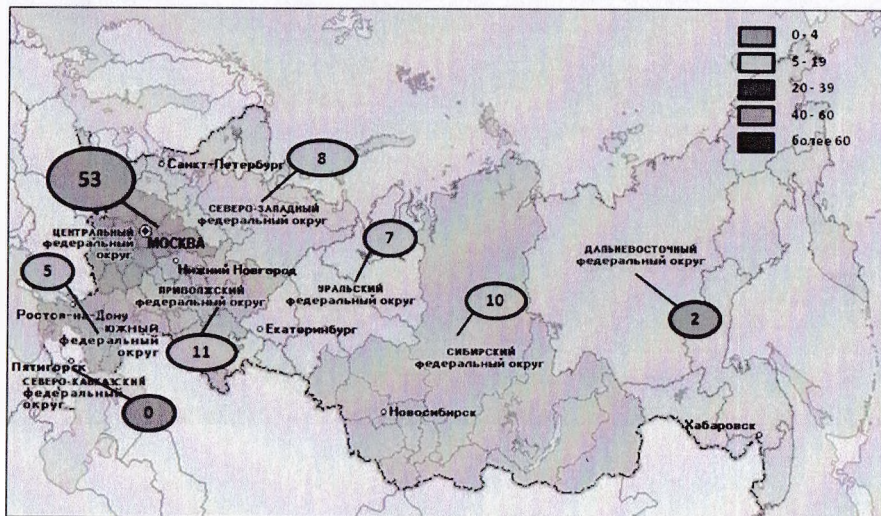 0 - 4
5 - 19
20 - 39
40 - 60
более 60
Санкт-Петербург
8
53
СЕВЕРО-ЗАПАДНЫЙ
федеральный
округ
ЦЕНТРАЛЬНЫЙ
федеральный
округ
МОСКВА
7
ДАЛЬНЕВОСТОЧНЫЙ
федеральный округ
5
Нижний Новгород
ПРИВОЛЖСКИЙ
федеральный округ
УРАЛЬСКИЙ
федеральный округ
10
2
Ростов-на-Дону
ЮЖНЫЙ
федеральный
округ
Екатеринбург
11
СИБИРСКИЙ
федеральный округ
Пятигорск
СЕВЕРО-КАВКАЗСКИЙ
федеральный
округ
0
Новосибирск
Хабаровск